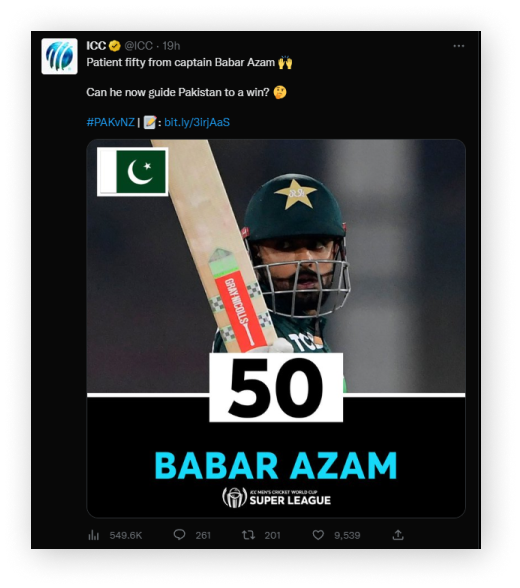 ICC @ICC · 19h
Patient fifty from captain Babar Azam 🙌
Can he now guide Pakistan to a win? 🤔
#PAKvNZ | 📝 : bit.ly/3irjAaS
GRAY-NICOLLS
TCL
50
BABAR AZAM
ICC MEN'S CRICKET WORLD CUP
SUPER LEAGUE
549.6K 261 201 9,539